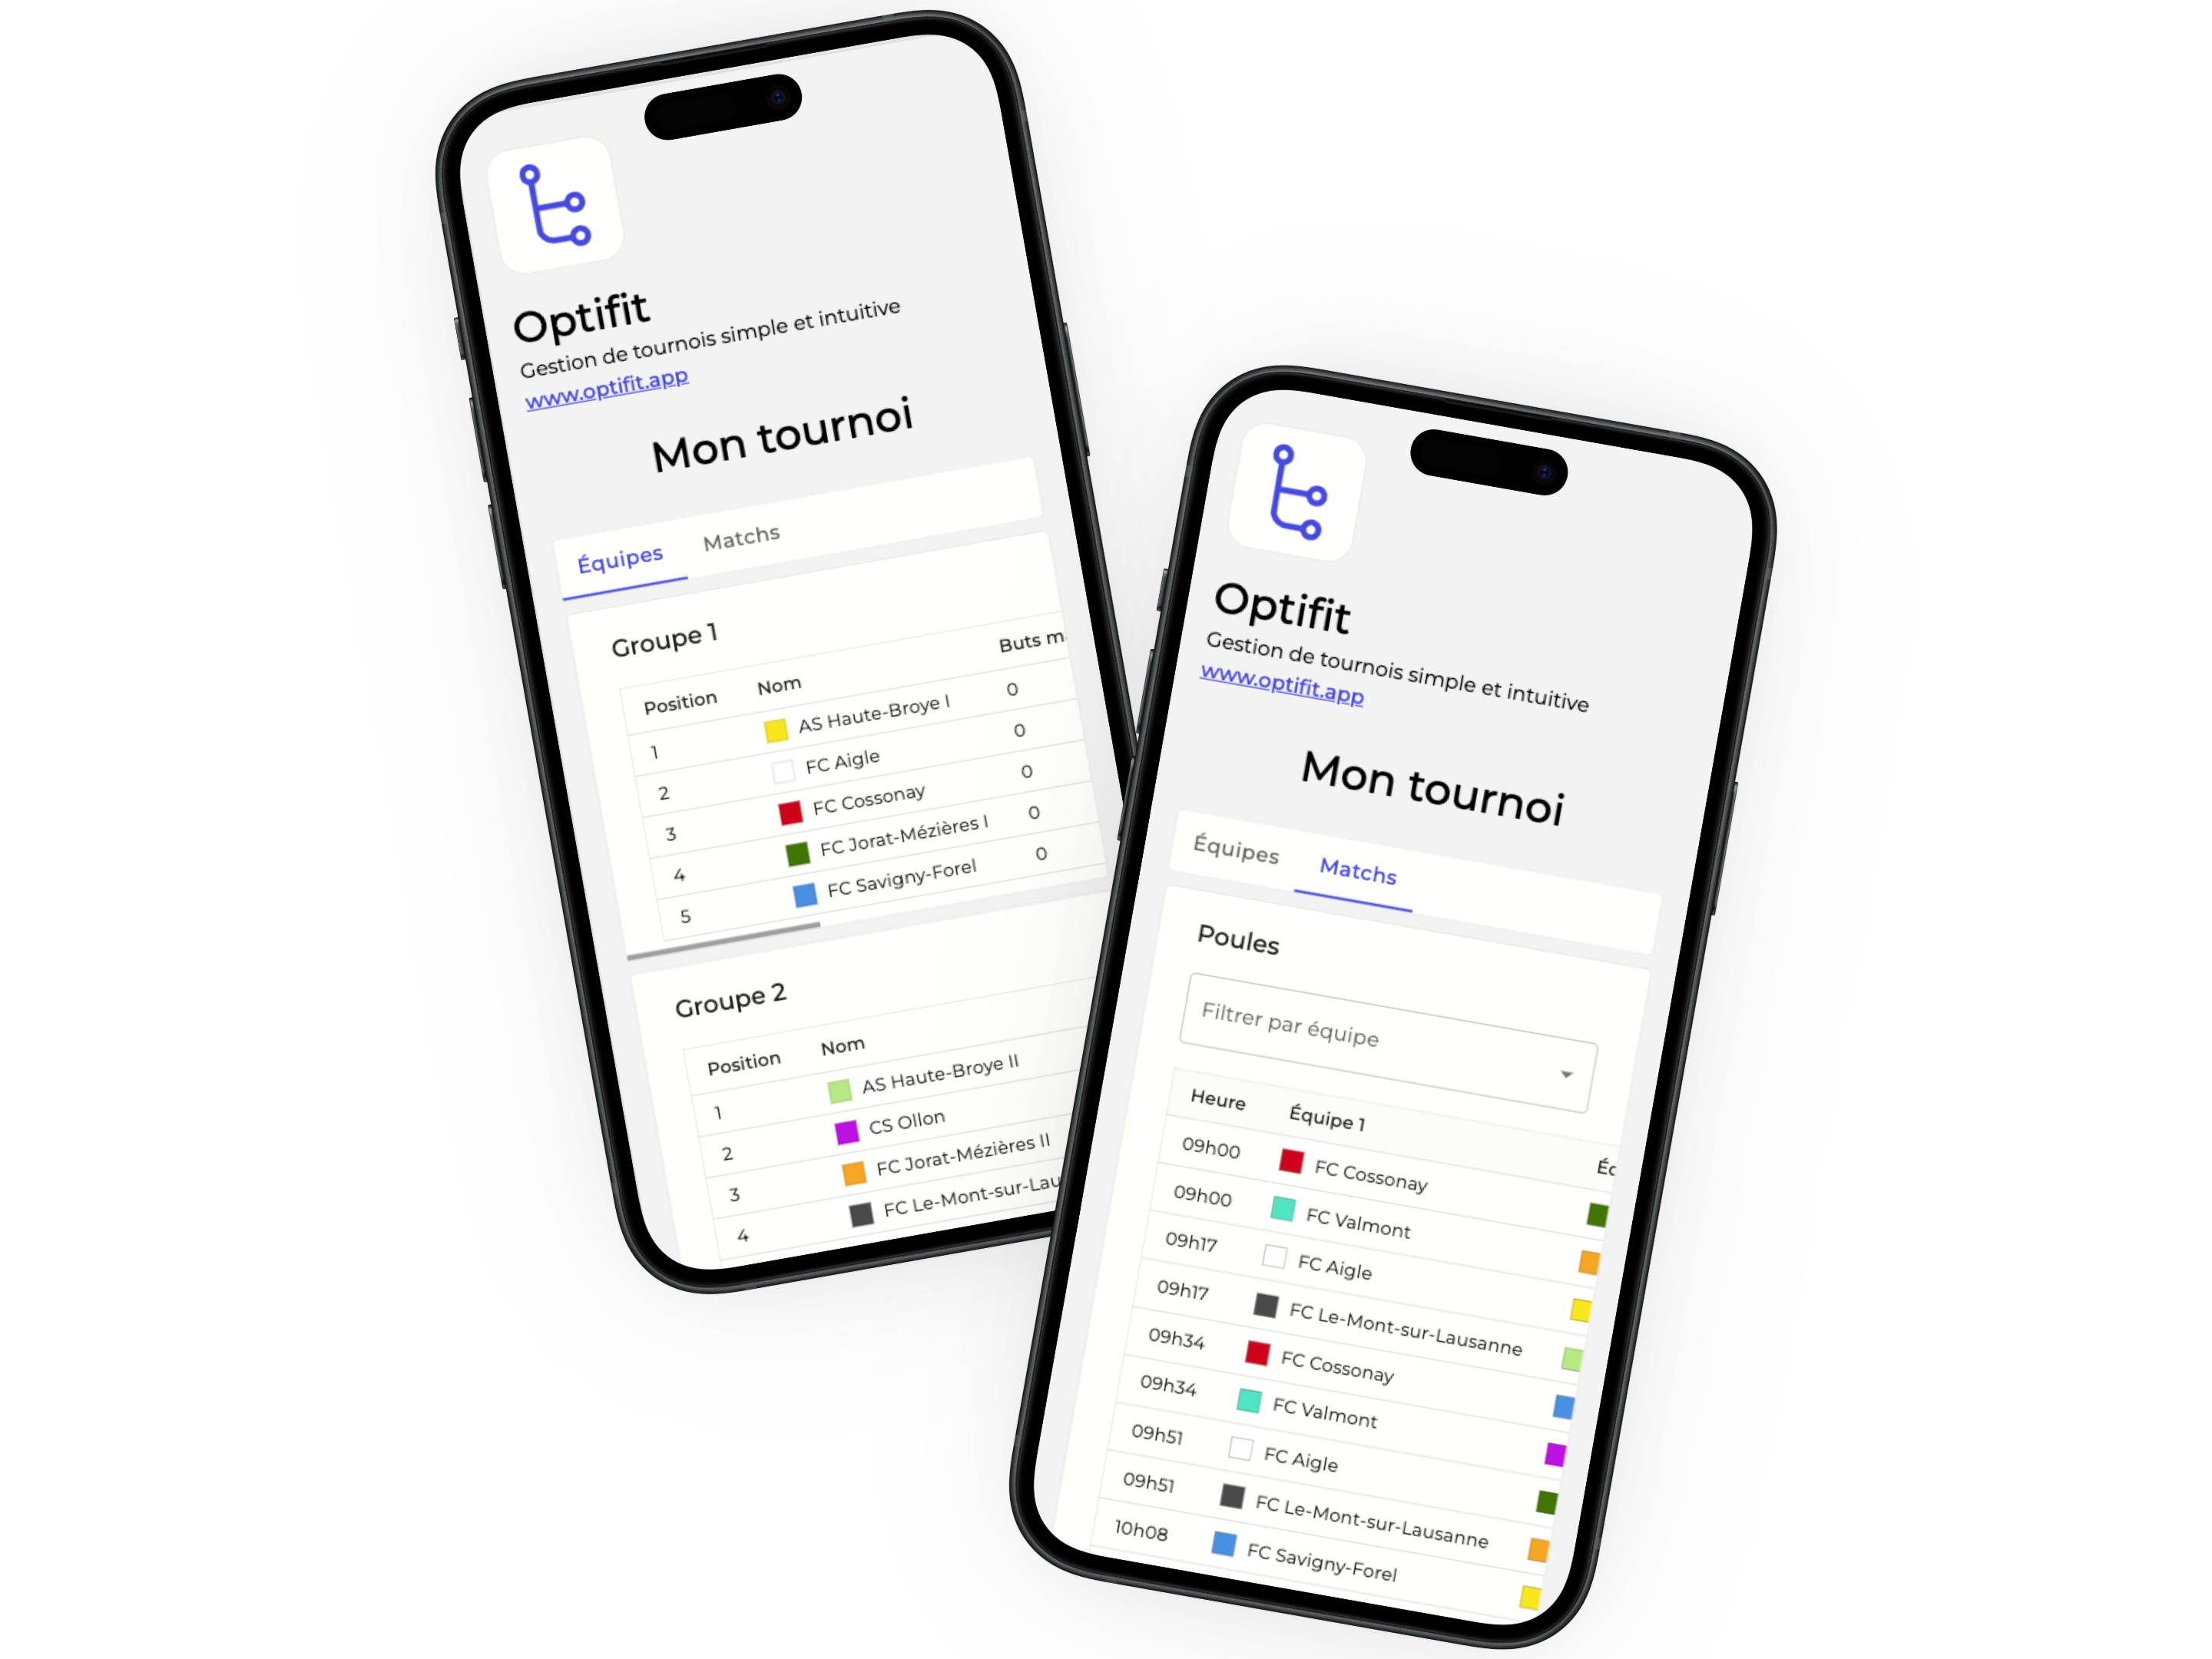 Optifit
Gestion de tournois simple et intuitive
www.optifit.app
Mon tournoi
Équipes Matchs
Groupe 1
Position Nom Buts
1 AS Haute-Broye I 0
2 FC Aigle 0
3 FC Cossonay 0
4 FC Jorat-Mézières I 0
5 FC Savigny-Forel 0
Groupe 2
Position Nom
1 AS Haute-Broye II
2 CS Ollon
3 FC Jorat-Mézières II
4 FC Le-Mont-sur-Lau
Optifit
Gestion de tournois simple et intuitive
www.optifit.app
Mon tournoi
Équipes Matchs
Poules
Filtrer par équipe
Heure Équipe 1
09h00 FC Cossonay
09h00 FC Valmont
09h17 FC Aigle
09h17 FC Le-Mont-sur-Lausanne
09h34 FC Cossonay
09h34 FC Valmont
09h51 FC Aigle
09h51 FC Le-Mont-sur-Lausanne
10h08 FC Savigny-Forel